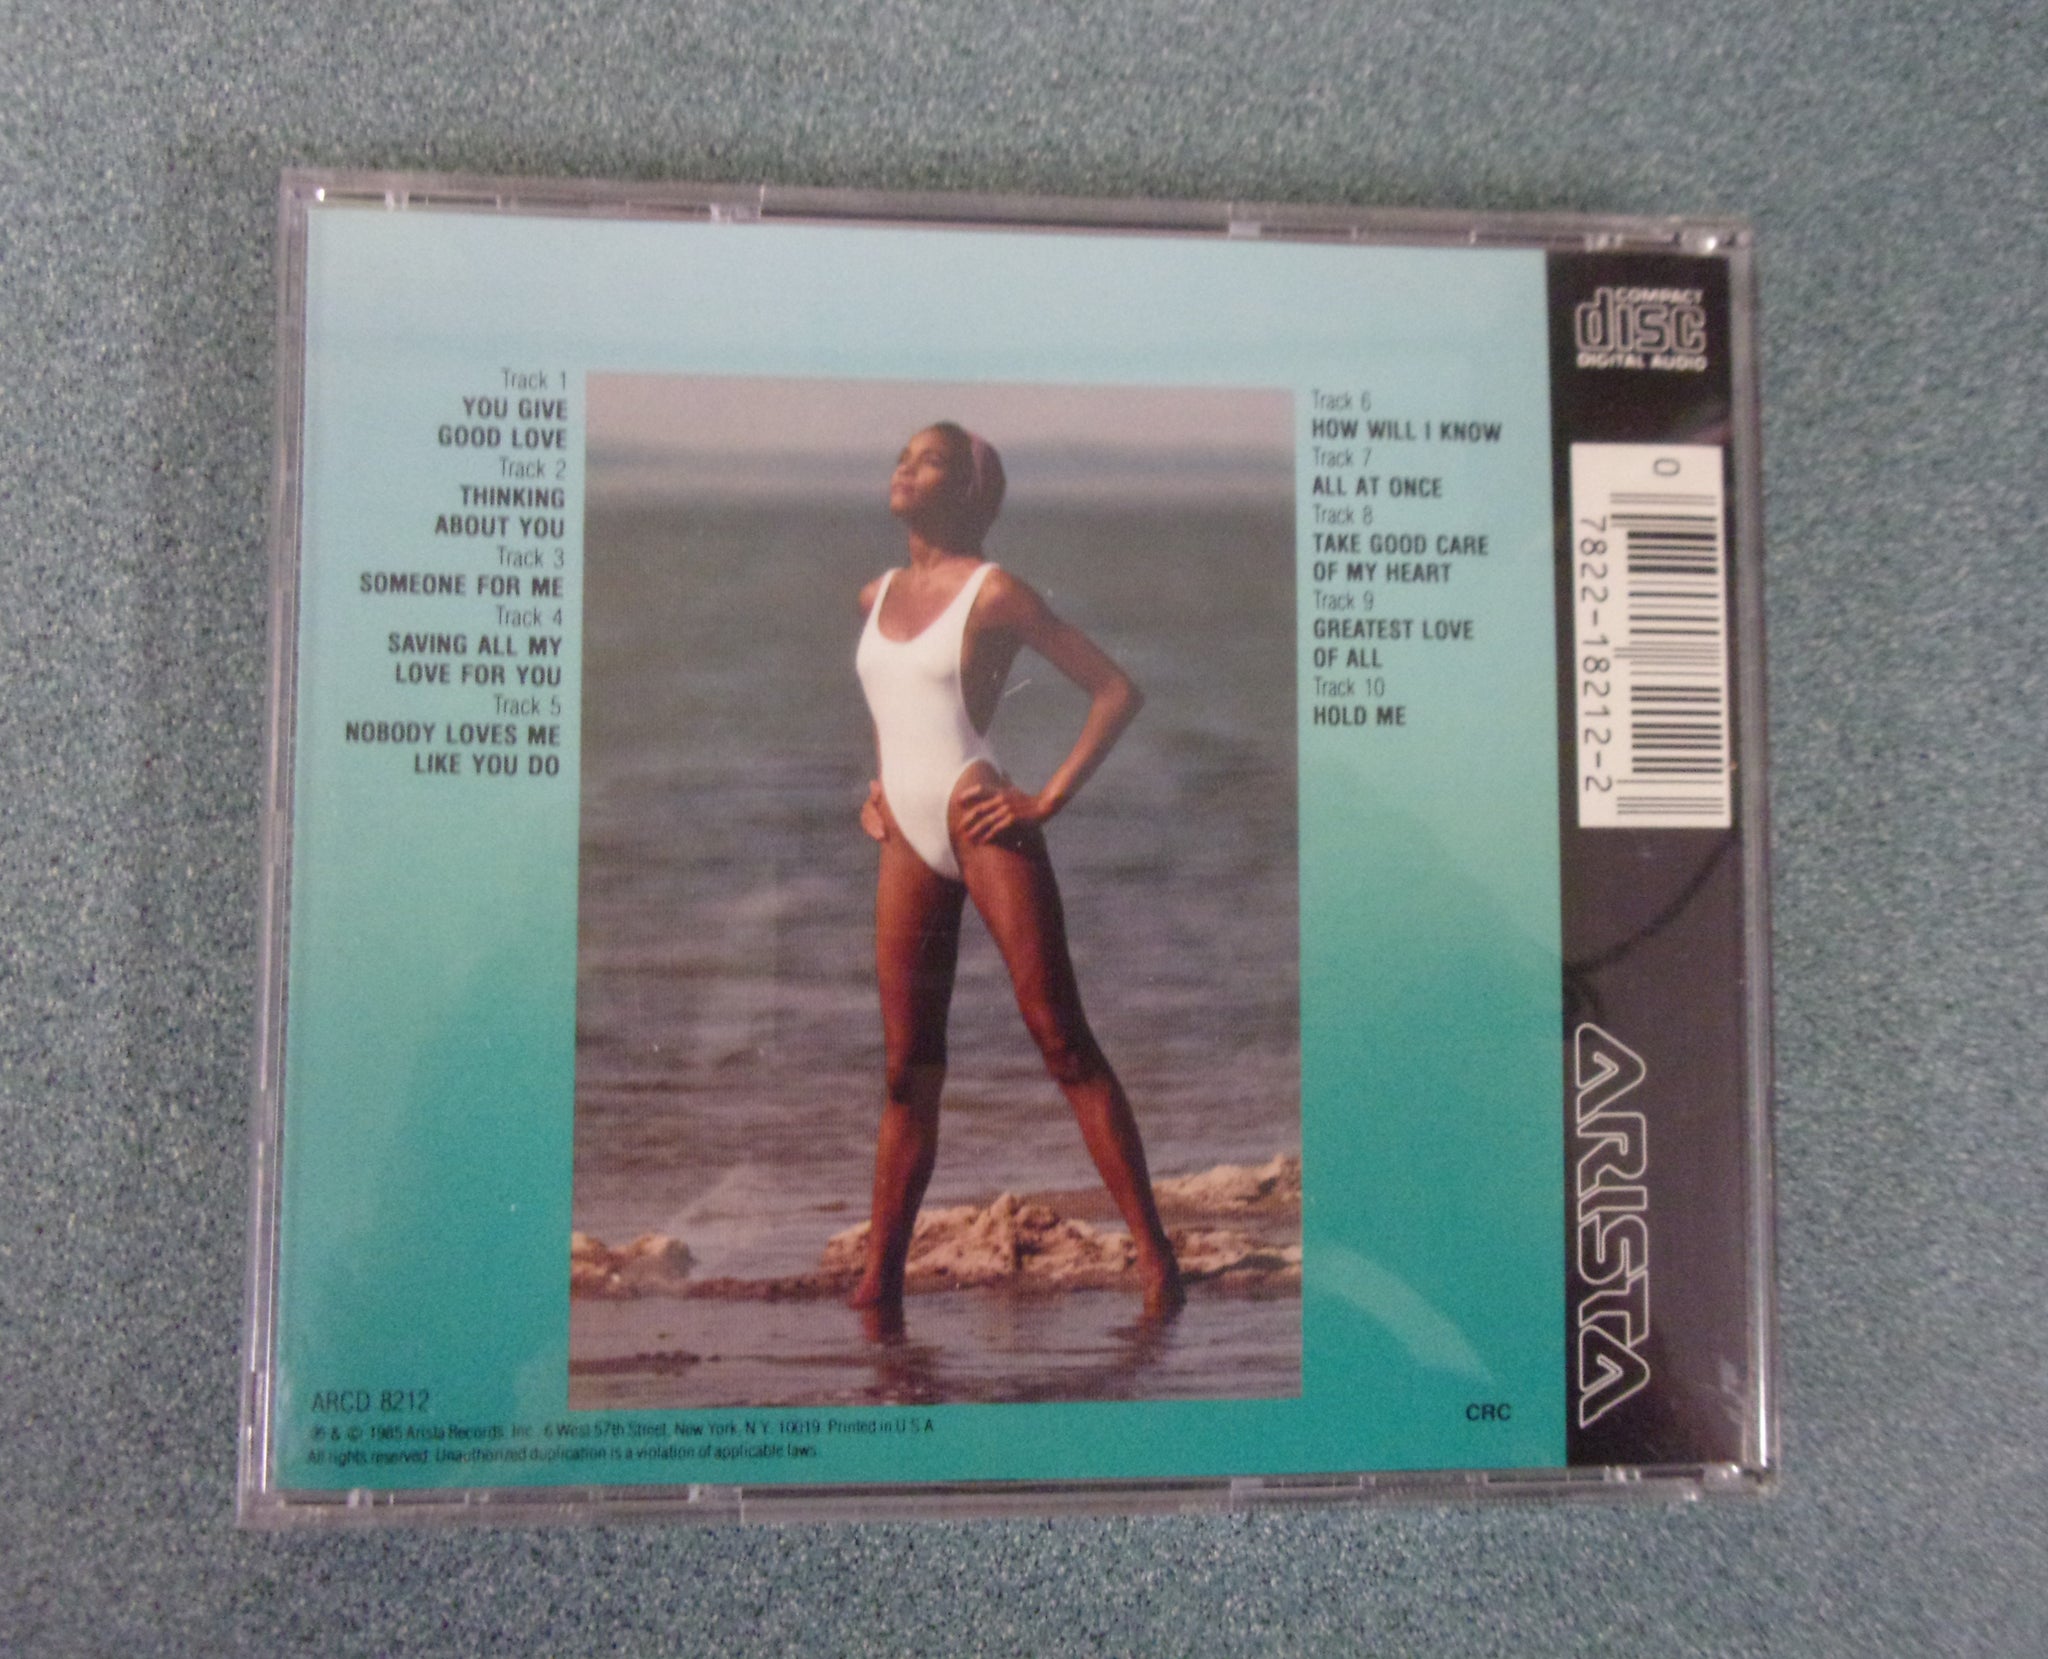 Track 1
YOU GIVE
GOOD LOVE
Track 2
THINKING
ABOUT YOU
Track 3
SOMEONE FOR ME
Track 4
SAVING ALL MY
LOVE FOR YOU
Track 5
NOBODY LOVES ME
LIKE YOU DO
Track 6
HOW WILL I KNOW
Track 7
ALL AT ONCE
Track 8
TAKE GOOD CARE
OF MY HEART
Track 9
GREATEST LOVE
OF ALL
Track 10
HOLD ME
COMPACT
disc
DIGITAL AUDIO
0
7822-18212-2
ARISTA
ARCD 8212
℗ & © 1985 Arista Records, Inc., 6 West 57th Street, New York, N.Y. 10019. Printed in U.S.A.
All rights reserved. Unauthorized duplication is a violation of applicable laws.
CRC